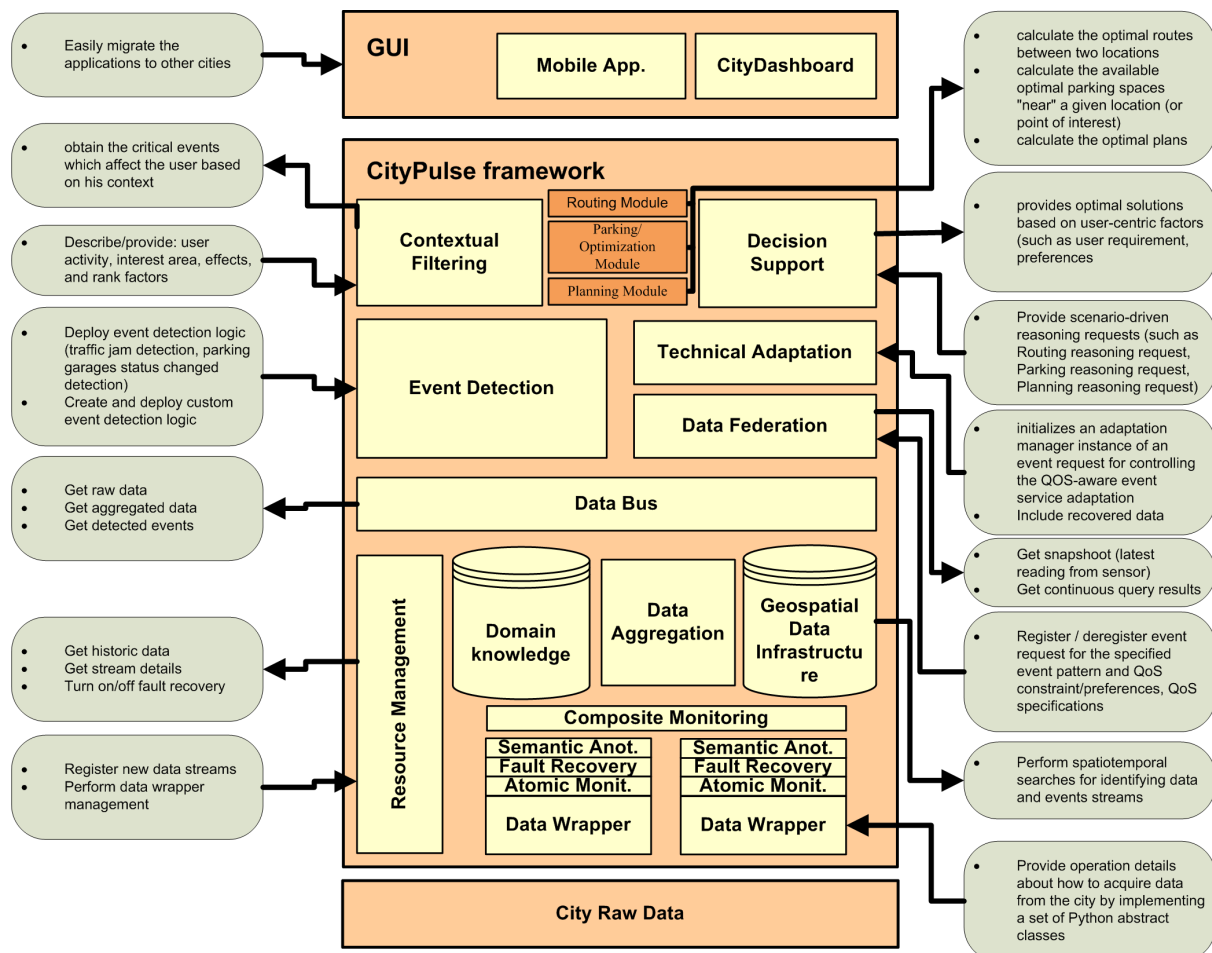 • Easily migrate the
applications to other cities
• obtain the critical events
which affect the user based
on his context
• Describe/provide: user
activity, interest area, effects,
and rank factors
• Deploy event detection logic
(traffic jam detection, parking
garages status changed
detection)
• Create and deploy custom
event detection logic
• Get raw data
• Get aggregated data
• Get detected events
• Get historic data
• Get stream details
• Turn on/off fault recovery
• Register new data streams
• Perform data wrapper
management
GUI
Mobile App.
CityDashboard
CityPulse framework
Contextual
Filtering
Routing Module
Parking/
Optimization
Module
Planning Module
Decision
Support
Event Detection
Technical Adaptation
Data Federation
Data Bus
Resource Management
Domain
knowledge
Data
Aggregation
Geospatial
Data
Infrastructu
re
Composite Monitoring
Semantic Anot.
Fault Recovery
Atomic Monit.
Data Wrapper
Semantic Anot.
Fault Recovery
Atomic Monit.
Data Wrapper
City Raw Data
• calculate the optimal routes
between two locations
• calculate the available
optimal parking spaces
"near" a given location (or
point of interest)
• calculate the optimal plans
• provides optimal solutions
based on user-centric factors
(such as user requirement,
preferences
• Provide scenario-driven
reasoning requests (such as
Routing reasoning request,
Parking reasoning request,
Planning reasoning request)
• initializes an adaptation
manager instance of an
event request for controlling
the QOS-aware event
service adaptation
• Include recovered data
• Get snapshoot (latest
reading from sensor)
• Get continuous query results
• Register / deregister event
request for the specified
event pattern and QoS
constraint/preferences, QoS
specifications
• Perform spatiotemporal
searches for identifying data
and events streams
• Provide operation details
about how to acquire data
from the city by implementing
a set of Python abstract
classes